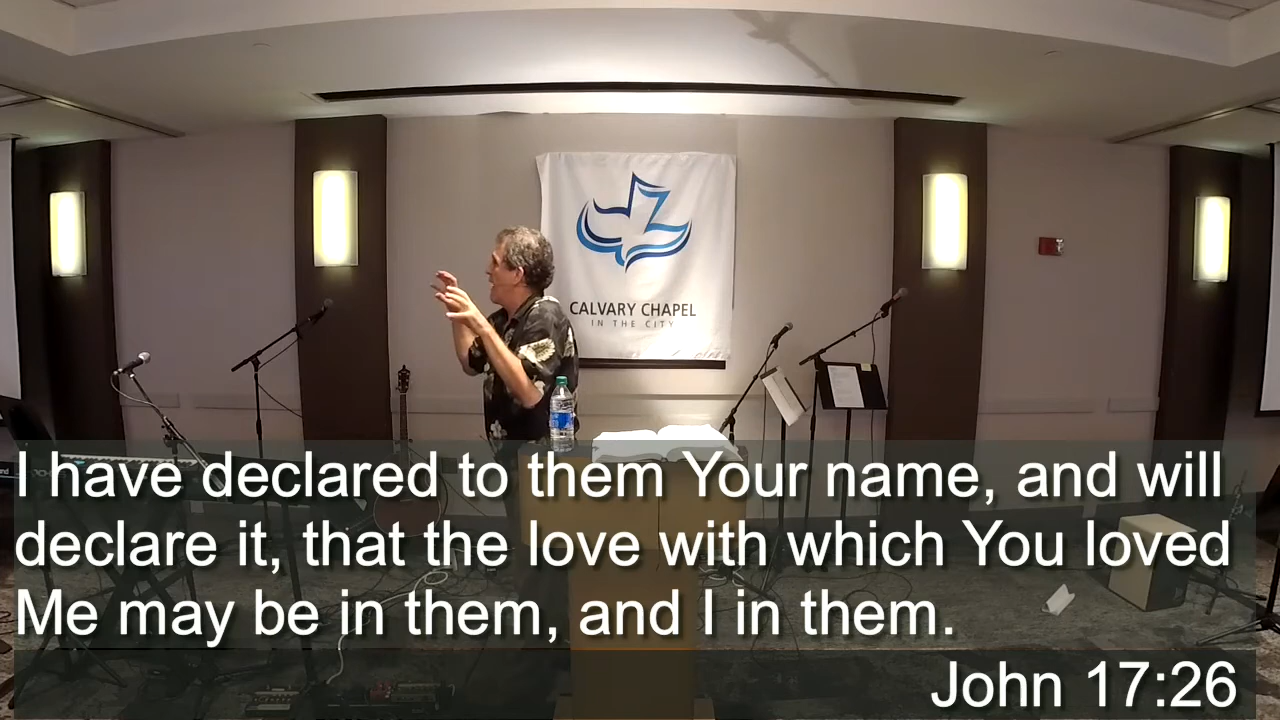 CALVARY CHAPEL
IN THE CITY
I have declared to them Your name, and will
declare it, that the love with which You loved
Me may be in them, and I in them.
John 17:26